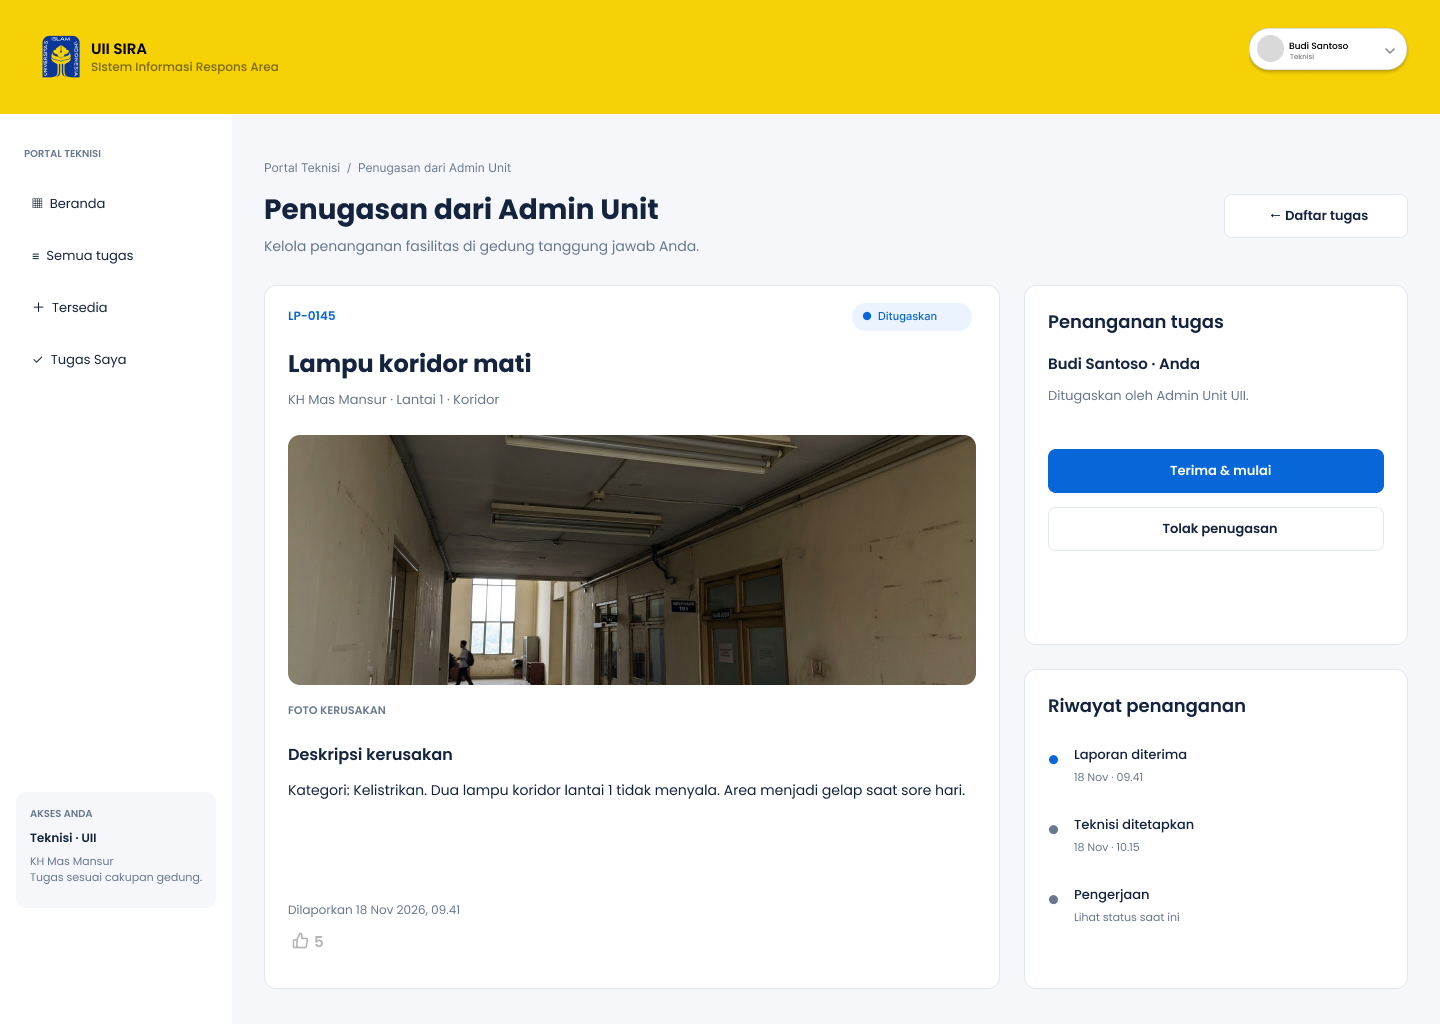 UNIVERSITAS ISLAM INDONESIA
UII SIRA
SIstem Informasi Respons Area
Budi Santoso
Teknisi
PORTAL TEKNISI
Beranda
Semua tugas
Tersedia
Tugas Saya
AKSES ANDA
Teknisi · UII
KH Mas Mansur
Tugas sesuai cakupan gedung.
Portal Teknisi / Penugasan dari Admin Unit
Penugasan dari Admin Unit
Kelola penanganan fasilitas di gedung tanggung jawab Anda.
← Daftar tugas
LP-0145
Ditugaskan
Lampu koridor mati
KH Mas Mansur · Lantai 1 · Koridor
FOTO KERUSAKAN
Deskripsi kerusakan
Kategori: Kelistrikan. Dua lampu koridor lantai 1 tidak menyala. Area menjadi gelap saat sore hari.
Dilaporkan 18 Nov 2026, 09.41
5
Penanganan tugas
Budi Santoso · Anda
Ditugaskan oleh Admin Unit UII.
Terima & mulai
Tolak penugasan
Riwayat penanganan
Laporan diterima
18 Nov · 09.41
Teknisi ditetapkan
18 Nov · 10.15
Pengerjaan
Lihat status saat ini